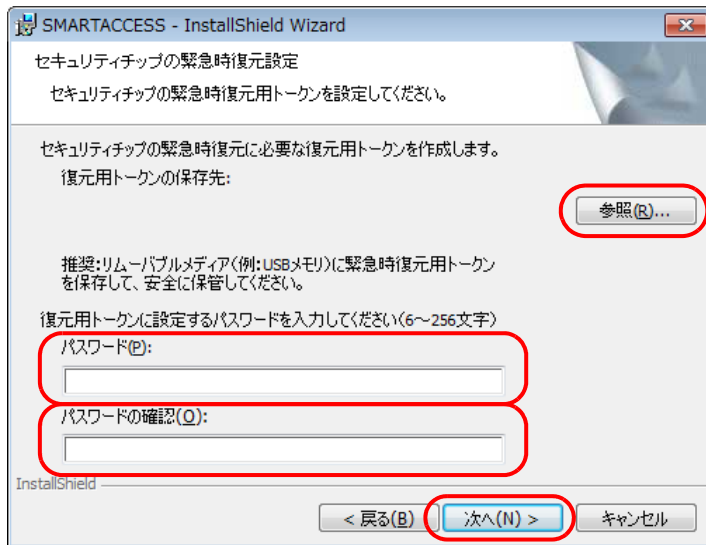 SMARTACCESS - InstallShield Wizard
セキュリティチップの緊急時復元設定
セキュリティチップの緊急時復元用トークンを設定してください。
セキュリティチップの緊急時復元に必要な復元用トークンを作成します。
復元用トークンの保存先:
参照(R)...
推奨:リムーバブルメディア(例:USBメモリ)に緊急時復元用トークン
を保存して、安全に保管してください。
復元用トークンに設定するパスワードを入力してください(6～256文字)
パスワード(P):
パスワードの確認(O):
InstallShield
< 戻る(B) 次へ(N) > キャンセル